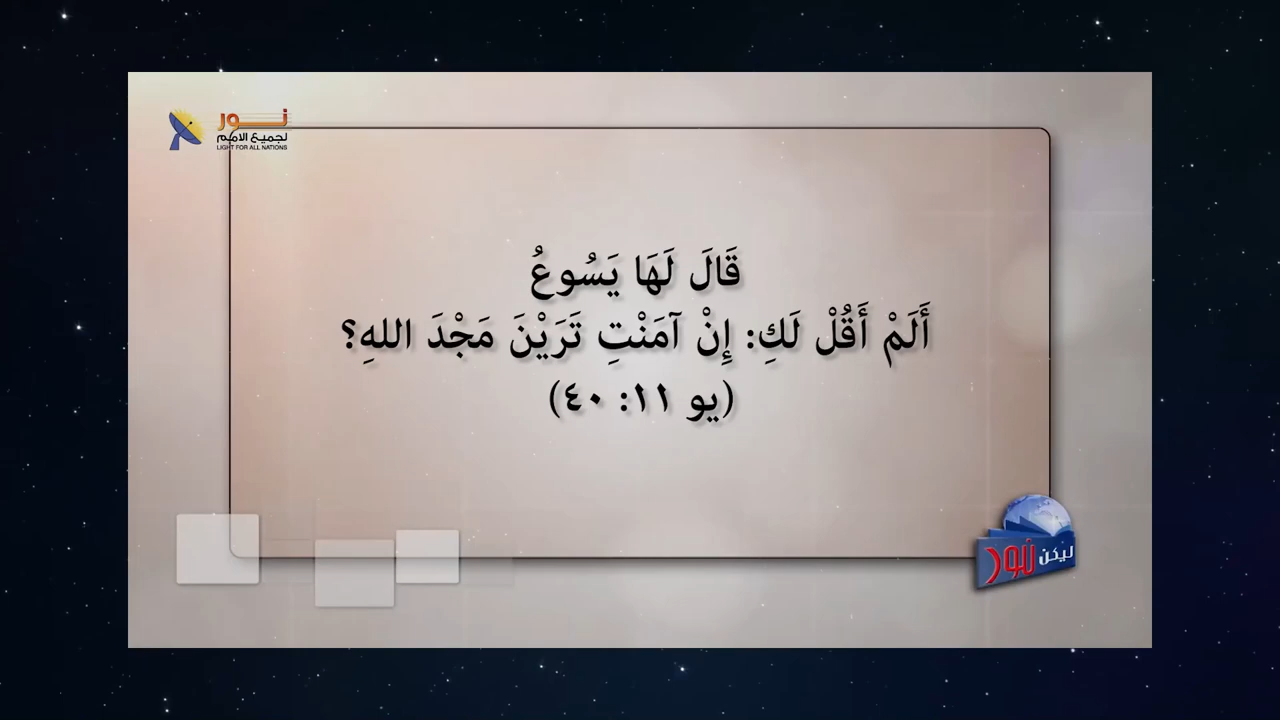 نور
لجميع الأمم
LIGHT FOR ALL NATIONS
قَالَ لَهَا يَسُوعُ
أَلَمْ أَقُلْ لَكِ: إِنْ آمَنْتِ تَرَيْنَ مَجْدَ اللهِ؟
(يو ١١: ٤٠)
ليكن نور